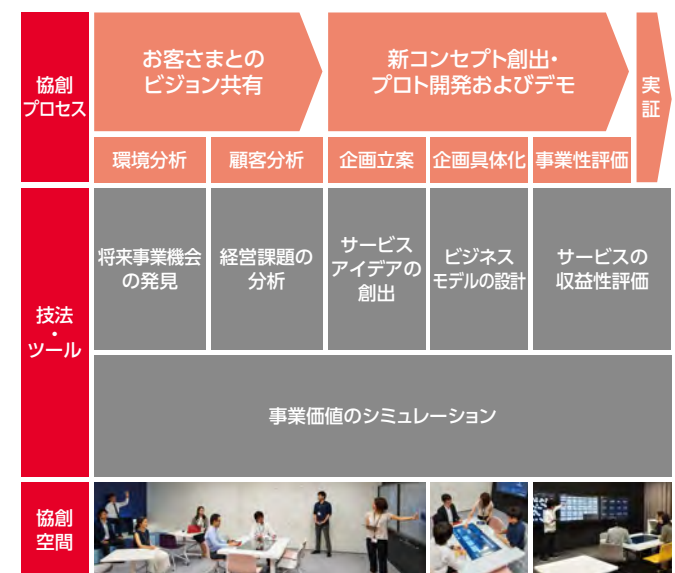 協創
プロセス
お客さまとの
ビジョン共有
新コンセプト創出・
プロト開発およびデモ
実
証
環境分析
顧客分析
企画立案
企画具体化
事業性評価
技法
・
ツール
将来事業機会
の発見
経営課題の
分析
サービス
アイデアの
創出
ビジネス
モデルの設計
サービスの
収益性評価
事業価値のシミュレーション
協創
空間